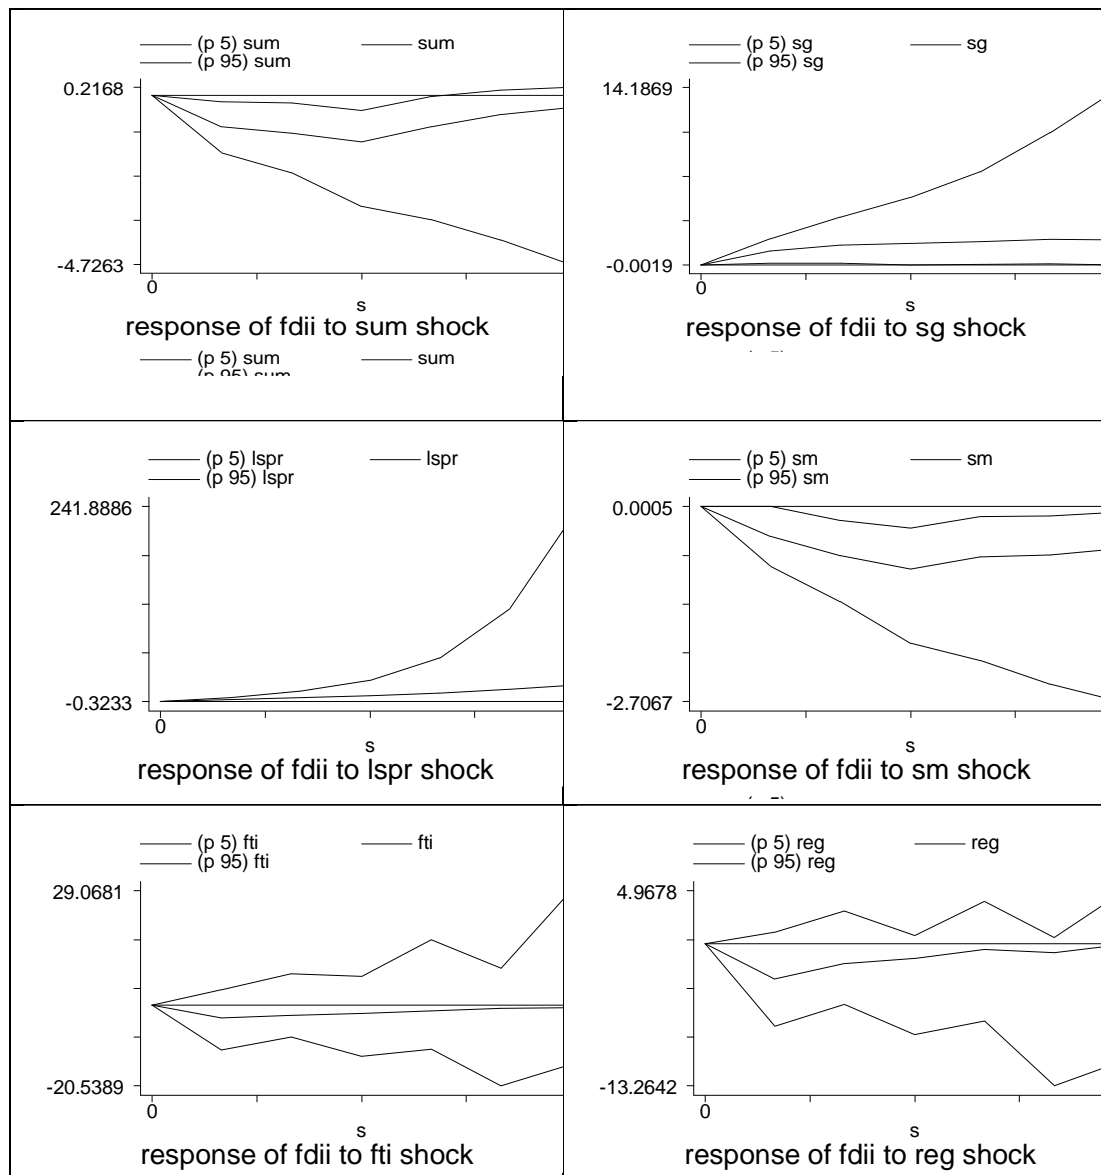 (p 5) sum sum
(p 95) sum
0.2168
-4.7263
0
s
response of fdii to sum shock
(p 5) sum sum
(p 95) sum
(p 5) sg sg
(p 95) sg
14.1869
-0.0019
0
s
response of fdii to sg shock
(p 5) lspr lspr
(p 95) lspr
241.8886
-0.3233
0
s
response of fdii to lspr shock
(p 5) sm sm
(p 95) sm
0.0005
-2.7067
0
s
response of fdii to sm shock
(p 5) fti fti
(p 95) fti
29.0681
-20.5389
0
s
response of fdii to fti shock
(p 5) reg reg
(p 95) reg
4.9678
-13.2642
0
s
response of fdii to reg shock